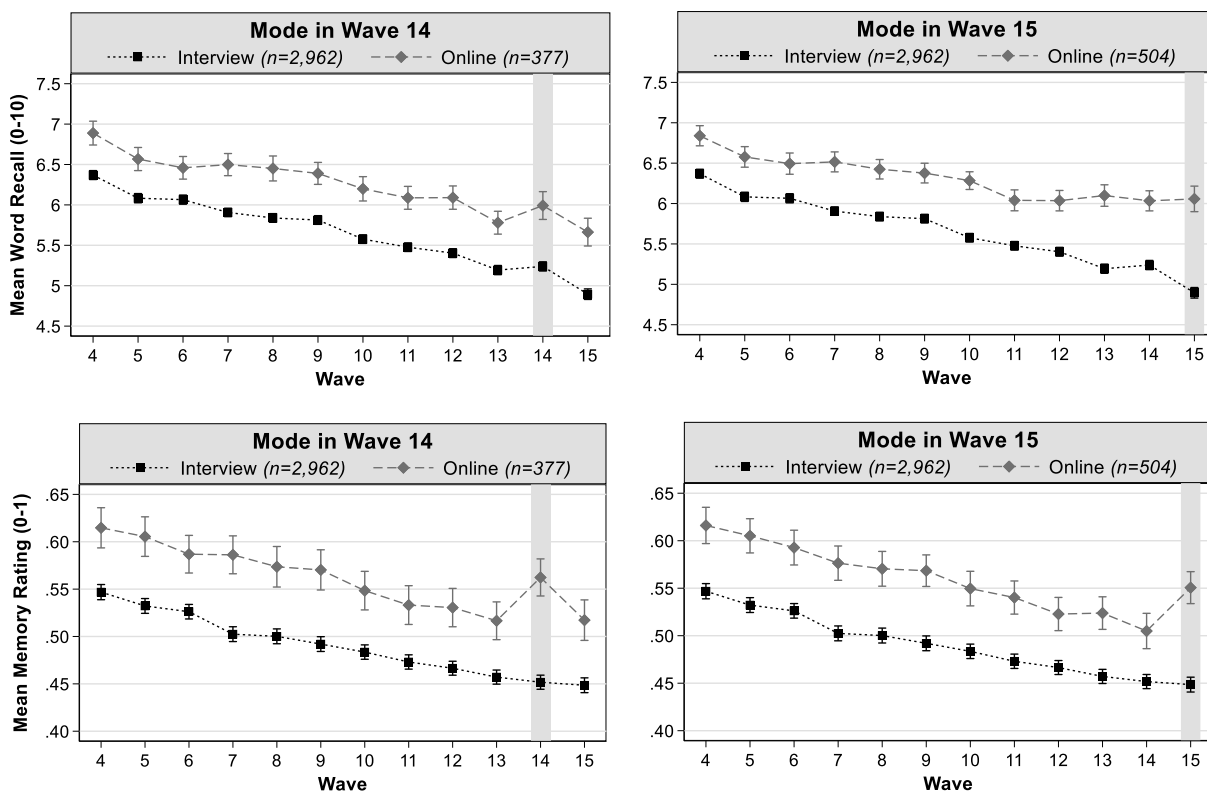 Mode in Wave 14
Interview (n=2,962) Online (n=377)
Mean Word Recall (0-10)
7.5
7
6.5
6
5.5
5
4.5
4 5 6 7 8 9 10 11 12 13 14 15
Wave
Mode in Wave 15
Interview (n=2,962) Online (n=504)
7.5
7
6.5
6
5.5
5
4.5
4 5 6 7 8 9 10 11 12 13 14 15
Wave
Mode in Wave 14
Interview (n=2,962) Online (n=377)
Mean Memory Rating (0-1)
.65
.60
.55
.50
.45
.40
4 5 6 7 8 9 10 11 12 13 14 15
Wave
Mode in Wave 15
Interview (n=2,962) Online (n=504)
.65
.60
.55
.50
.45
.40
4 5 6 7 8 9 10 11 12 13 14 15
Wave